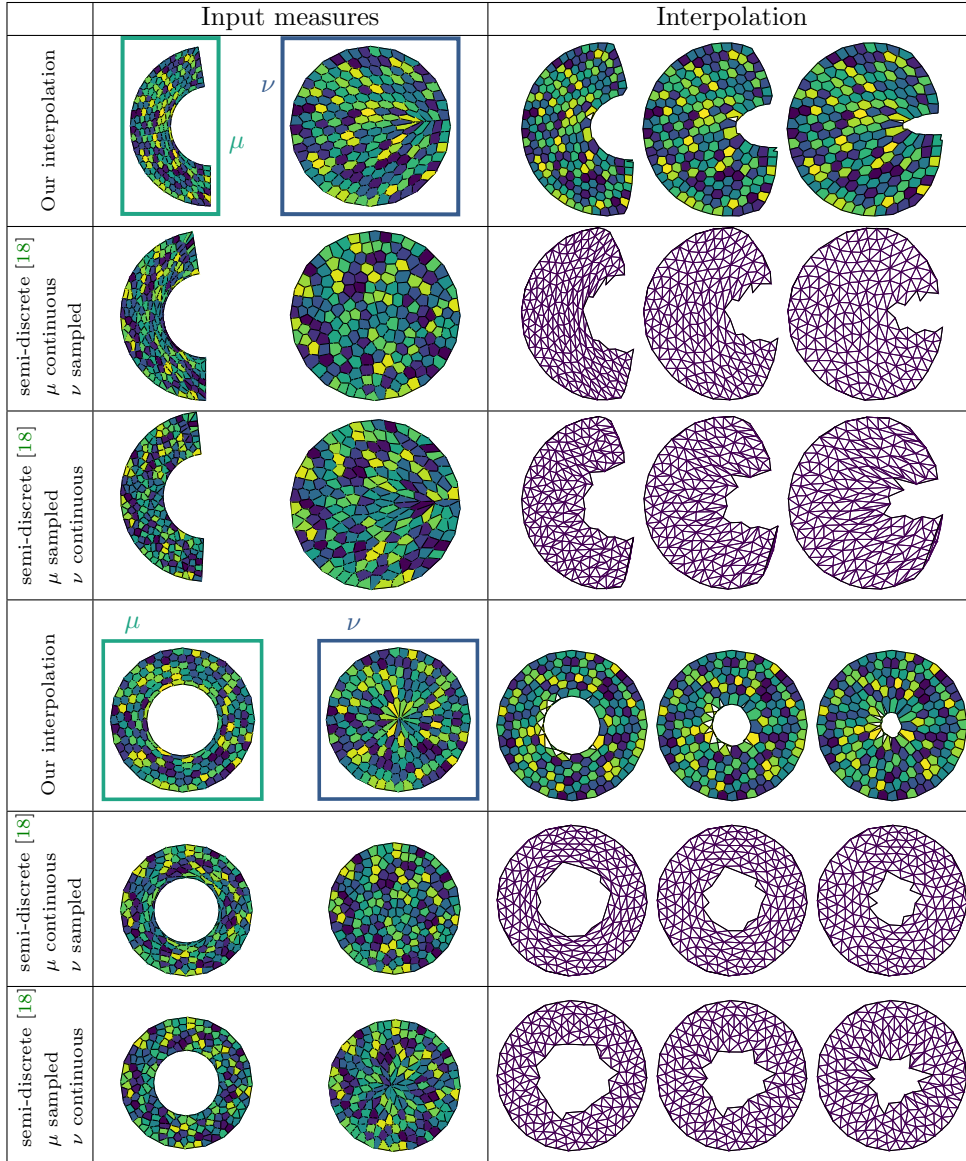 Input measures
Interpolation
Our interpolation
μ
ν
semi-discrete [18]
μ continuous
ν sampled
semi-discrete [18]
μ sampled
ν continuous
Our interpolation
μ
ν
semi-discrete [18]
μ continuous
ν sampled
semi-discrete [18]
μ sampled
ν continuous